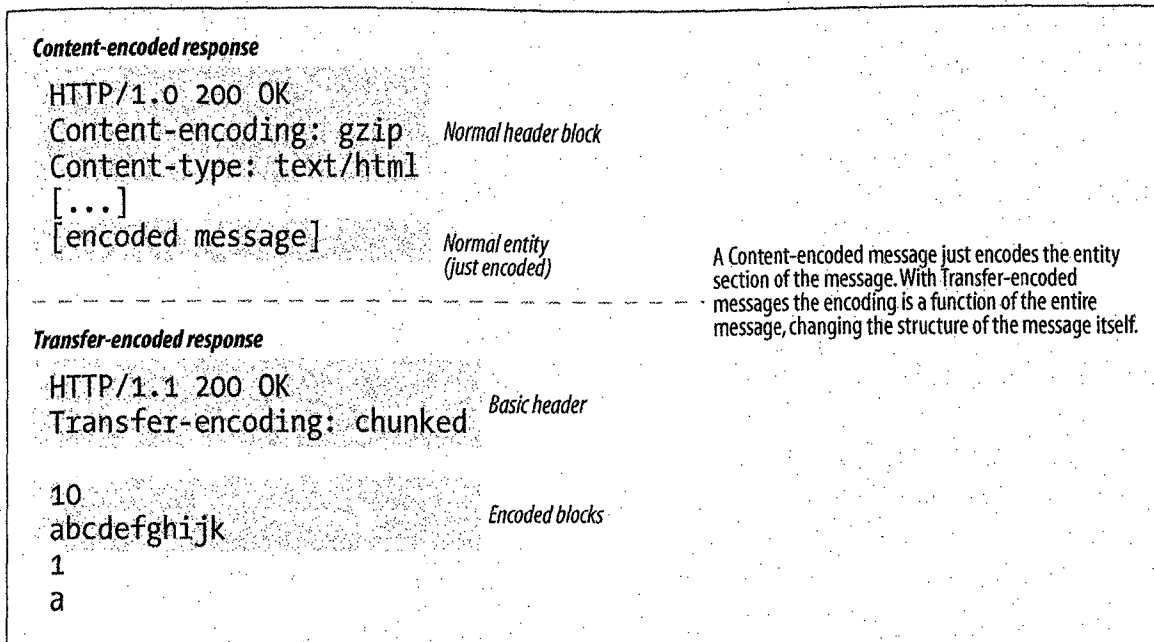 Content-encoded response
HTTP/1.0 200 OK
Content-encoding: gzip
Normal header block
Content-type: text/html
[...]
[encoded message]
Normal entity
(just encoded)
A Content-encoded message just encodes the entity
section of the message. With Transfer-encoded
messages the encoding is a function of the entire
message, changing the structure of the message itself.
Transfer-encoded response
HTTP/1.1 200 OK
Basic header
Transfer-encoding: chunked
10
abcdefghijk
Encoded blocks
1
a